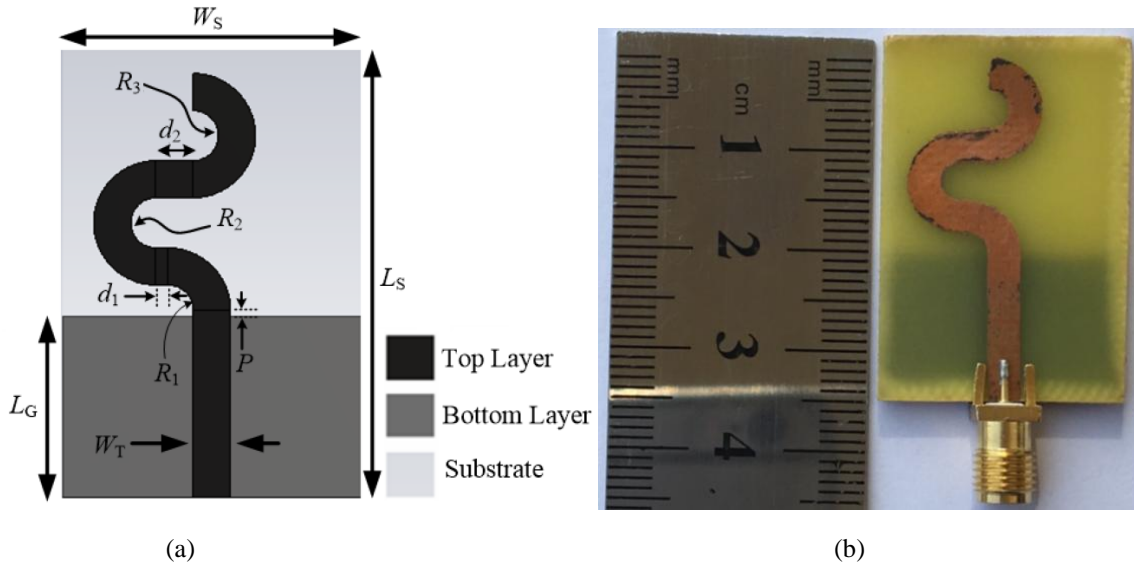 W_S
R_3
d_2
R_2
d_1
L_S
R_1
P
L_G
W_T
Top Layer
Bottom Layer
Substrate
mm
cm
mm
1
2
3
4
(a)
(b)